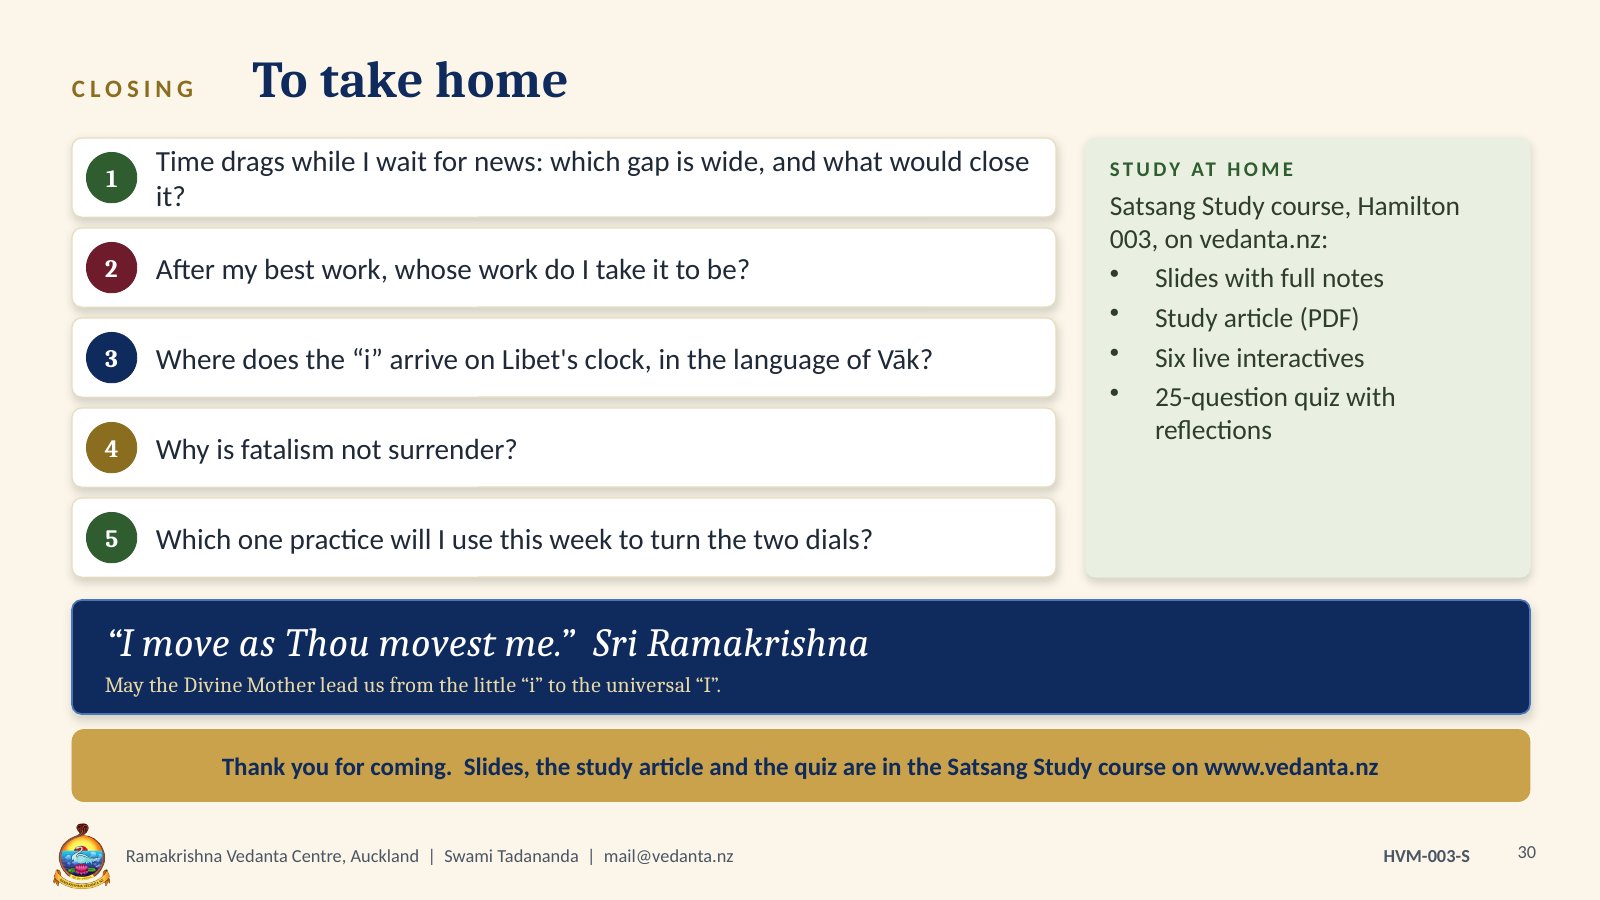 CLOSING
To take home
1
Time drags while I wait for news: which gap is wide, and what would close
it?
2
After my best work, whose work do I take it to be?
3
Where does the “i” arrive on Libet's clock, in the language of Vāk?
4
Why is fatalism not surrender?
5
Which one practice will I use this week to turn the two dials?
STUDY AT HOME
Satsang Study course, Hamilton
003, on vedanta.nz:
• Slides with full notes
• Study article (PDF)
• Six live interactives
• 25-question quiz with
reflections
“I move as Thou movest me.”  Sri Ramakrishna
May the Divine Mother lead us from the little “i” to the universal “I”.
Thank you for coming.  Slides, the study article and the quiz are in the Satsang Study course on www.vedanta.nz
Ramakrishna Vedanta Centre, Auckland  |  Swami Tadananda  |  mail@vedanta.nz
HVM-003-S
30